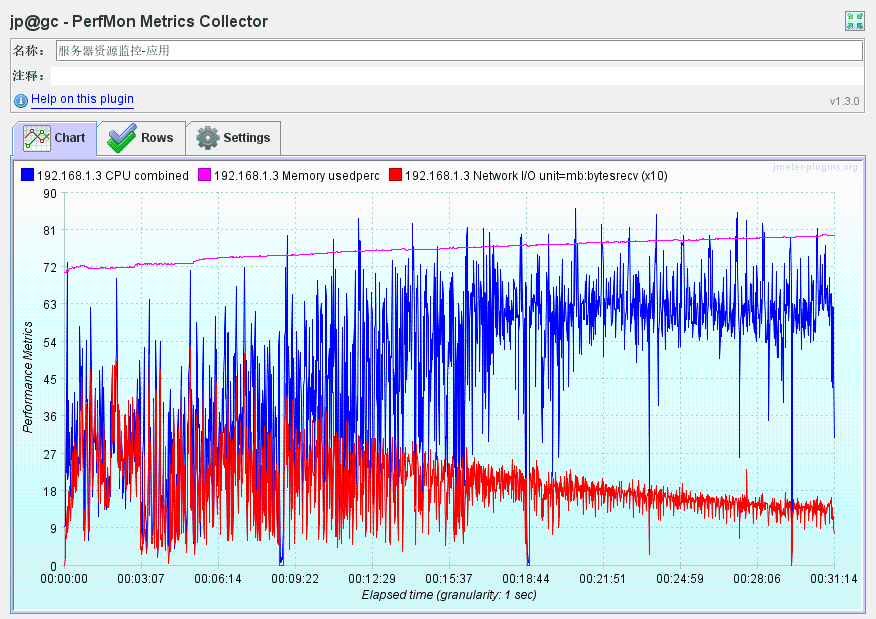 jp@gc - PerfMon Metrics Collector
名称： 服务器资源监控-应用
注释：
Help on this plugin
v1.3.0
Chart Rows Settings
jmeter-plugins.org
192.168.1.3 CPU combined 192.168.1.3 Memory usedperc 192.168.1.3 Network I/O unit=mb:bytesrecv (x10)
90
81
72
63
54
45
36
27
18
9
0
Performance Metrics
00:00:00 00:03:07 00:06:14 00:09:22 00:12:29 00:15:37 00:18:44 00:21:51 00:24:59 00:28:06 00:31:14
Elapsed time (granularity: 1 sec)